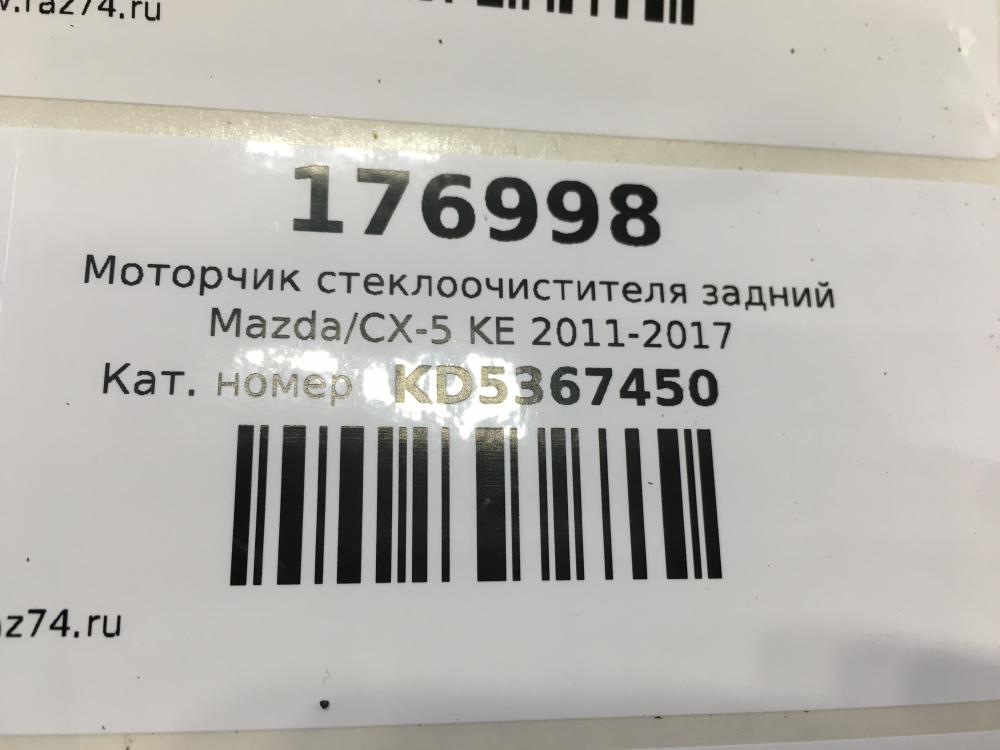 .raz74.ru
176998
Моторчик стеклоочистителя задний
Mazda/CX-5 KE 2011-2017
Кат. номер KD5367450
az74.ru